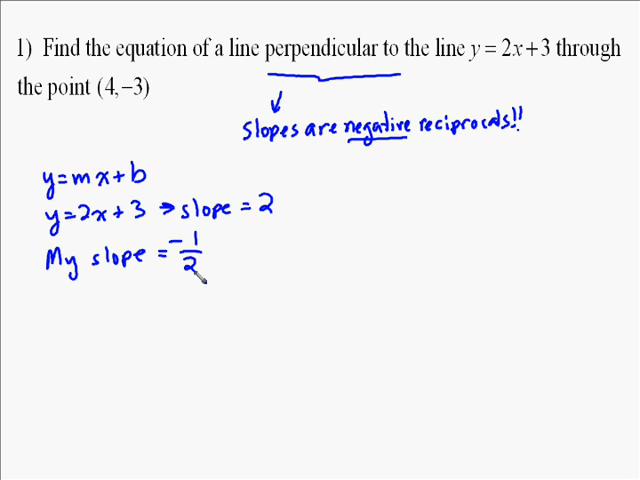 1) Find the equation of a line perpendicular to the line y = 2x + 3 through
the point (4, −3)
slopes are negative reciprocals!!
y=mx+b
y=2x+3 → slope = 2
My slope = -1/2